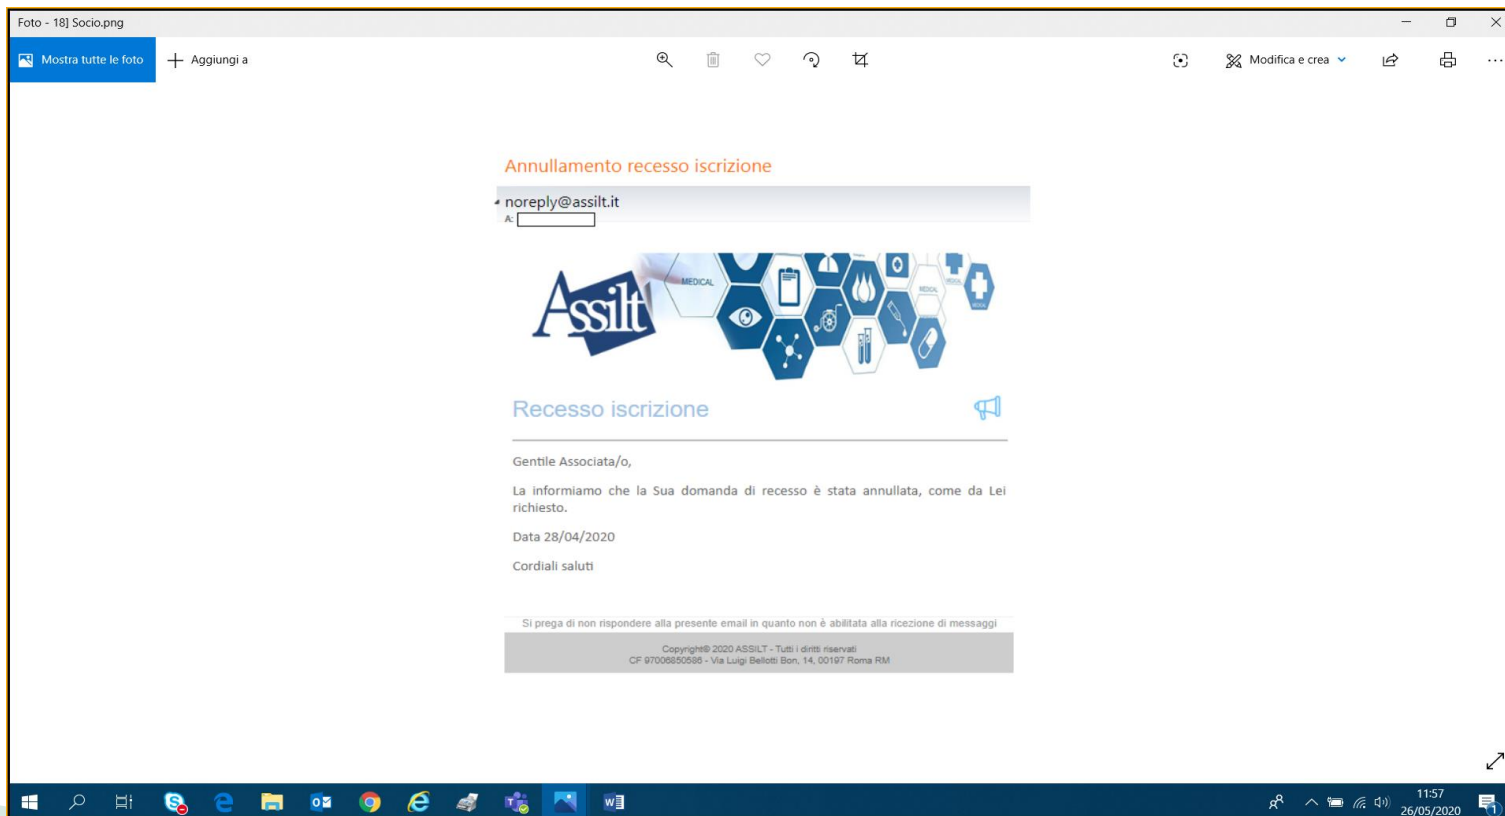 Foto - 18] Socio.png
Mostra tutte le foto
Aggiungi a
Modifica e crea
Annullamento recesso iscrizione
noreply@assilt.it
A:
MEDICAL
MEDICAL
MEDICAL
Assilt
Recesso iscrizione
Gentile Associata/o,
La informiamo che la Sua domanda di recesso è stata annullata, come da Lei
richiesto.
Data 28/04/2020
Cordiali saluti
Si prega di non rispondere alla presente email in quanto non è abilitata alla ricezione di messaggi
Copyright© 2020 ASSILT - Tutti i diritti riservati
CF 97006850586 - Via Luigi Bellotti Bon, 14, 00197 Roma RM
11:57
26/05/2020